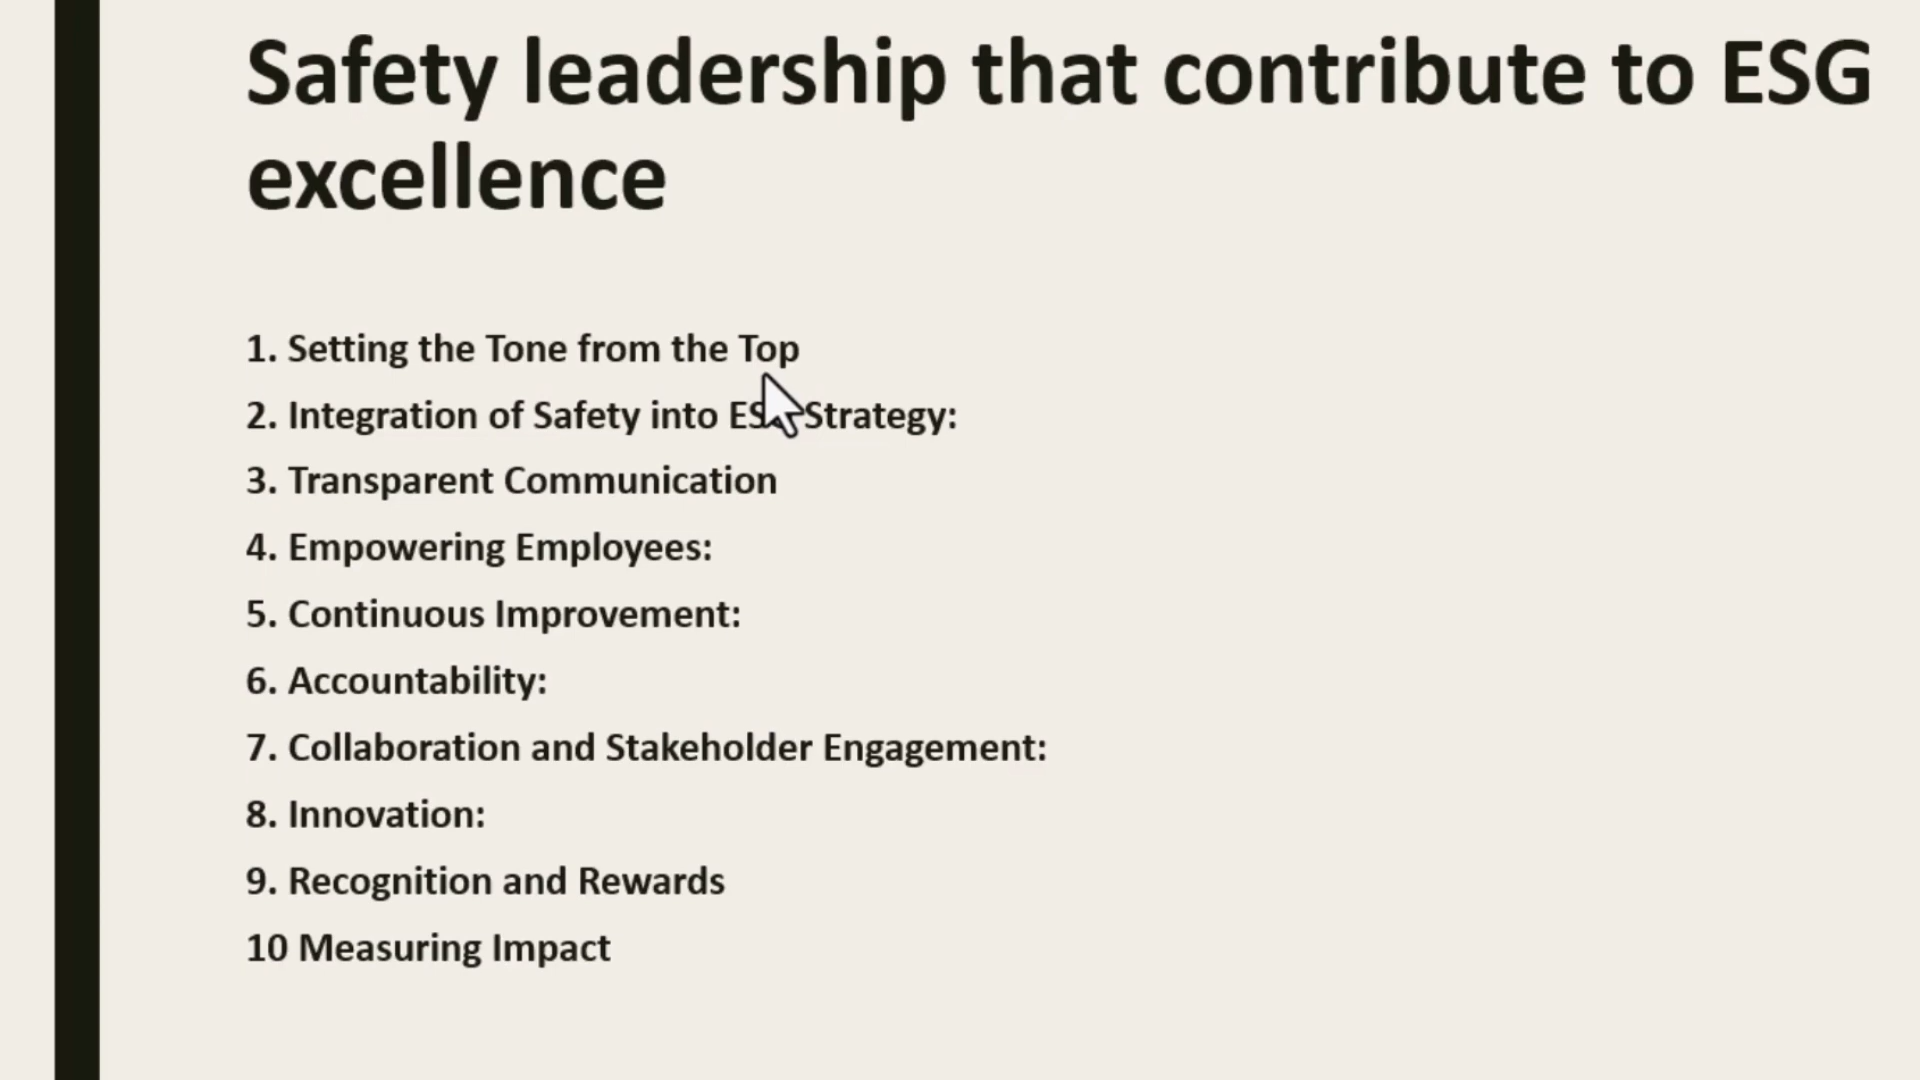 Safety leadership that contribute to ESG
excellence
1. Setting the Tone from the Top
2. Integration of Safety into Strategy:
3. Transparent Communication
4. Empowering Employees:
5. Continuous Improvement:
6. Accountability:
7. Collaboration and Stakeholder Engagement:
8. Innovation:
9. Recognition and Rewards
10 Measuring Impact